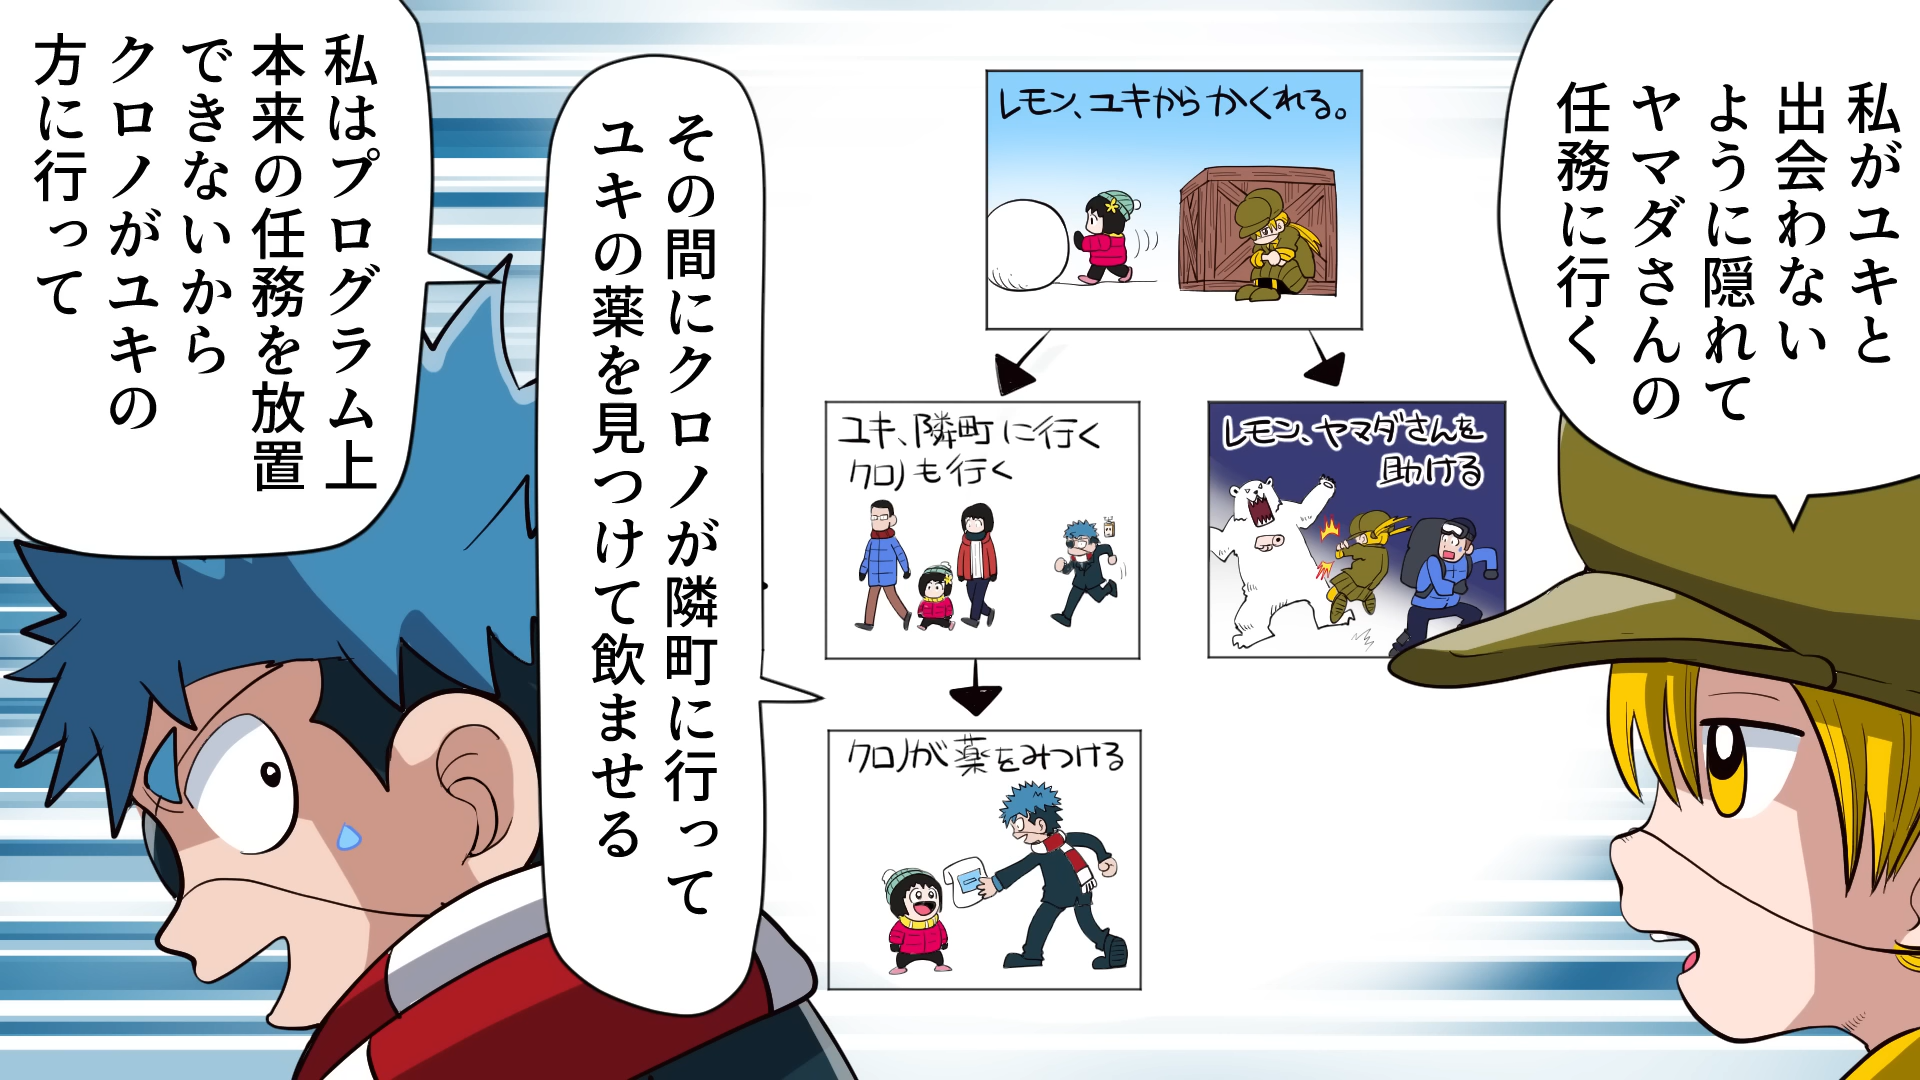 私がユキと
出会わない
ように隠れて
ヤマダさんの
任務に行く
レモン、ユキからかくれる。
ユキ、隣町に行く
クロノも行く
レモン、ヤマダさんを
助ける
クロノが薬をみつける
その間にクロノが隣町に行って
ユキの薬を見つけて飲ませる
私はプログラム上
本来の任務を放置
できないから
クロノがユキの
方に行って